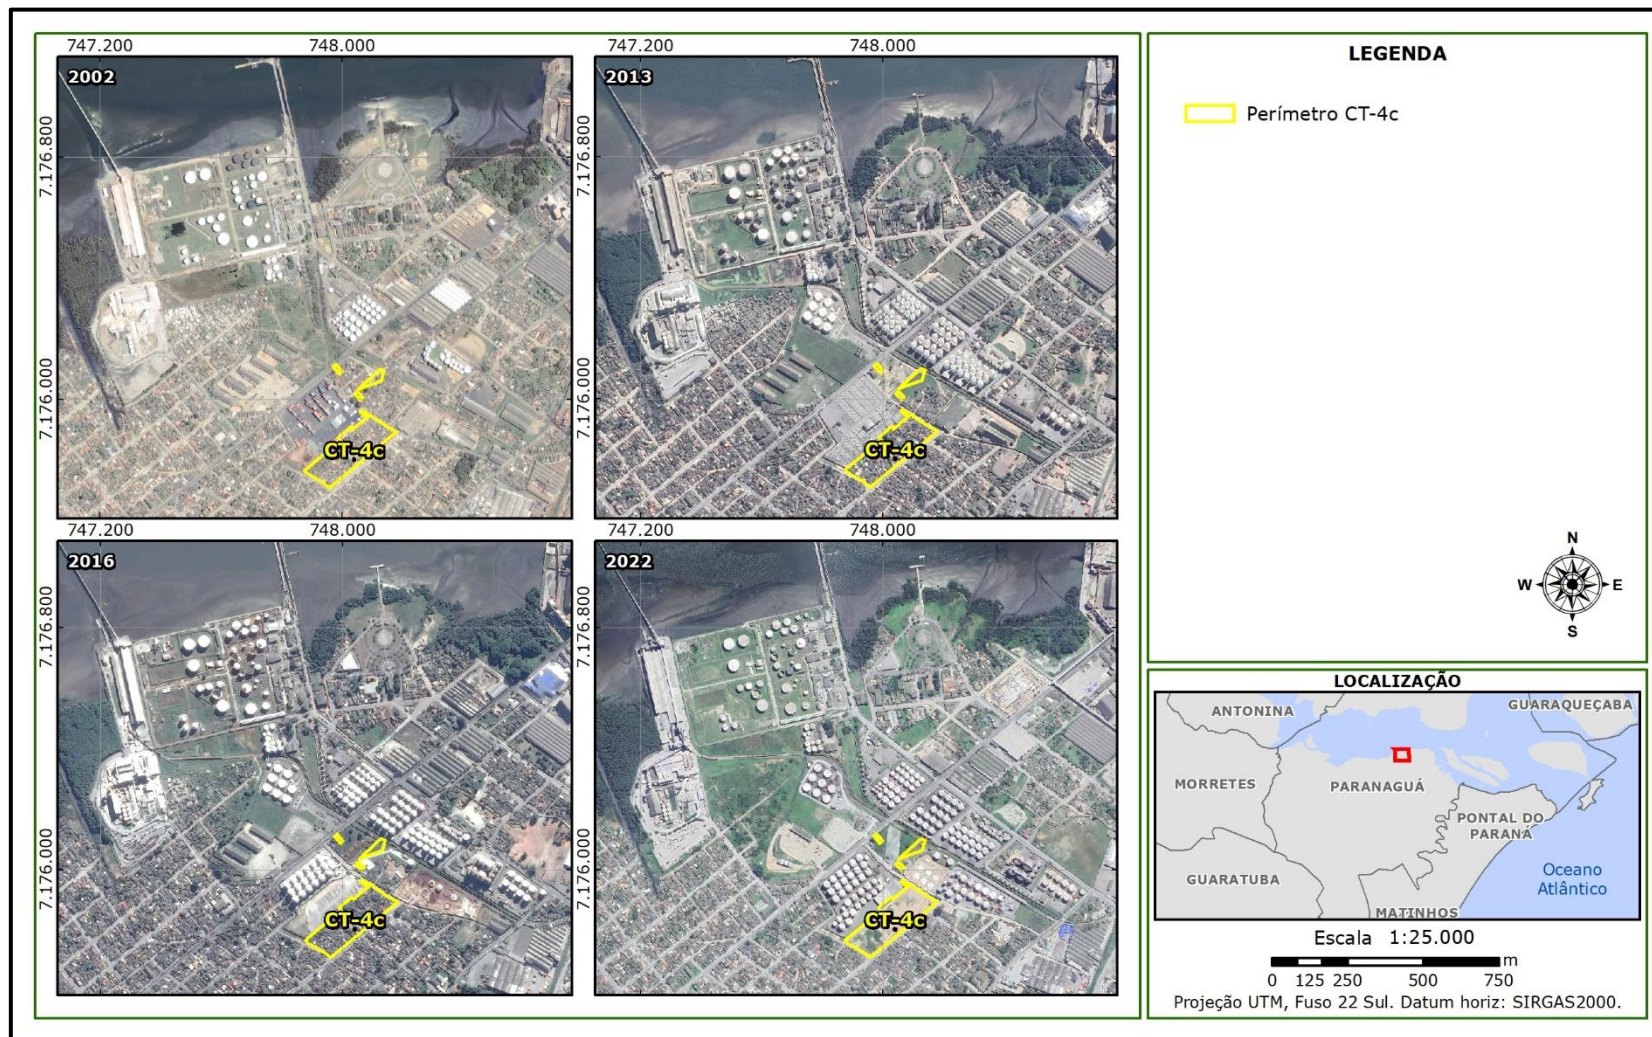 747.200
748.000
747.200
748.000
2002
2013
7.176.800
7.176.800
7.176.000
7.176.000
CT-4c
CT-4c
747.200
748.000
747.200
748.000
2016
2022
7.176.800
7.176.800
7.176.000
7.176.000
CT-4c
CT-4c
LEGENDA
Perímetro CT-4c
N
W
E
S
LOCALIZAÇÃO
ANTONINA
GUARAQUEÇABA
MORRETES
PARANAGUÁ
PONTAL DO
PARANÁ
GUARATUBA
Oceano
Atlântico
MATINHOS
Escala 1:25.000
m
0 125 250 500 750
Projeção UTM, Fuso 22 Sul. Datum horiz: SIRGAS2000.